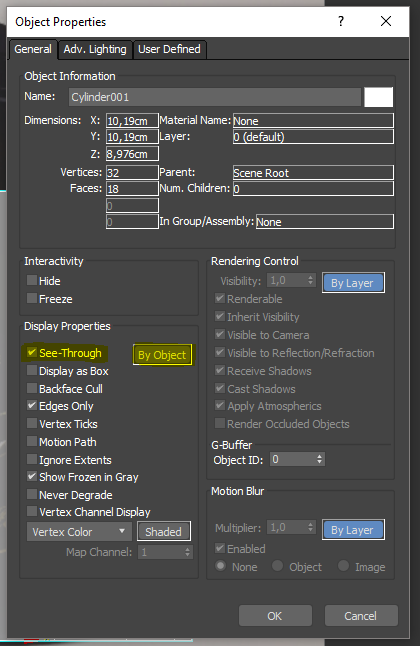 Object Properties
General Adv. Lighting User Defined
Object Information
Name: Cylinder001
Dimensions: X: 10,19cm Material Name: None
Y: 10,19cm Layer: 0 (default)
Z: 8,976cm
Vertices: 32 Parent: Scene Root
Faces: 18 Num. Children: 0
0
0 In Group/Assembly: None
Interactivity
Hide
Freeze
Display Properties
See-Through By Object
Display as Box
Backface Cull
Edges Only
Vertex Ticks
Motion Path
Ignore Extents
Show Frozen in Gray
Never Degrade
Vertex Channel Display
Vertex Color Shaded
Map Channel: 1
Rendering Control
Visibility: 1,0 By Layer
Renderable
Inherit Visibility
Visible to Camera
Visible to Reflection/Refraction
Receive Shadows
Cast Shadows
Apply Atmospherics
Render Occluded Objects
G-Buffer
Object ID: 0
Motion Blur
Multiplier: 1,0 By Layer
Enabled
None Object Image
OK Cancel